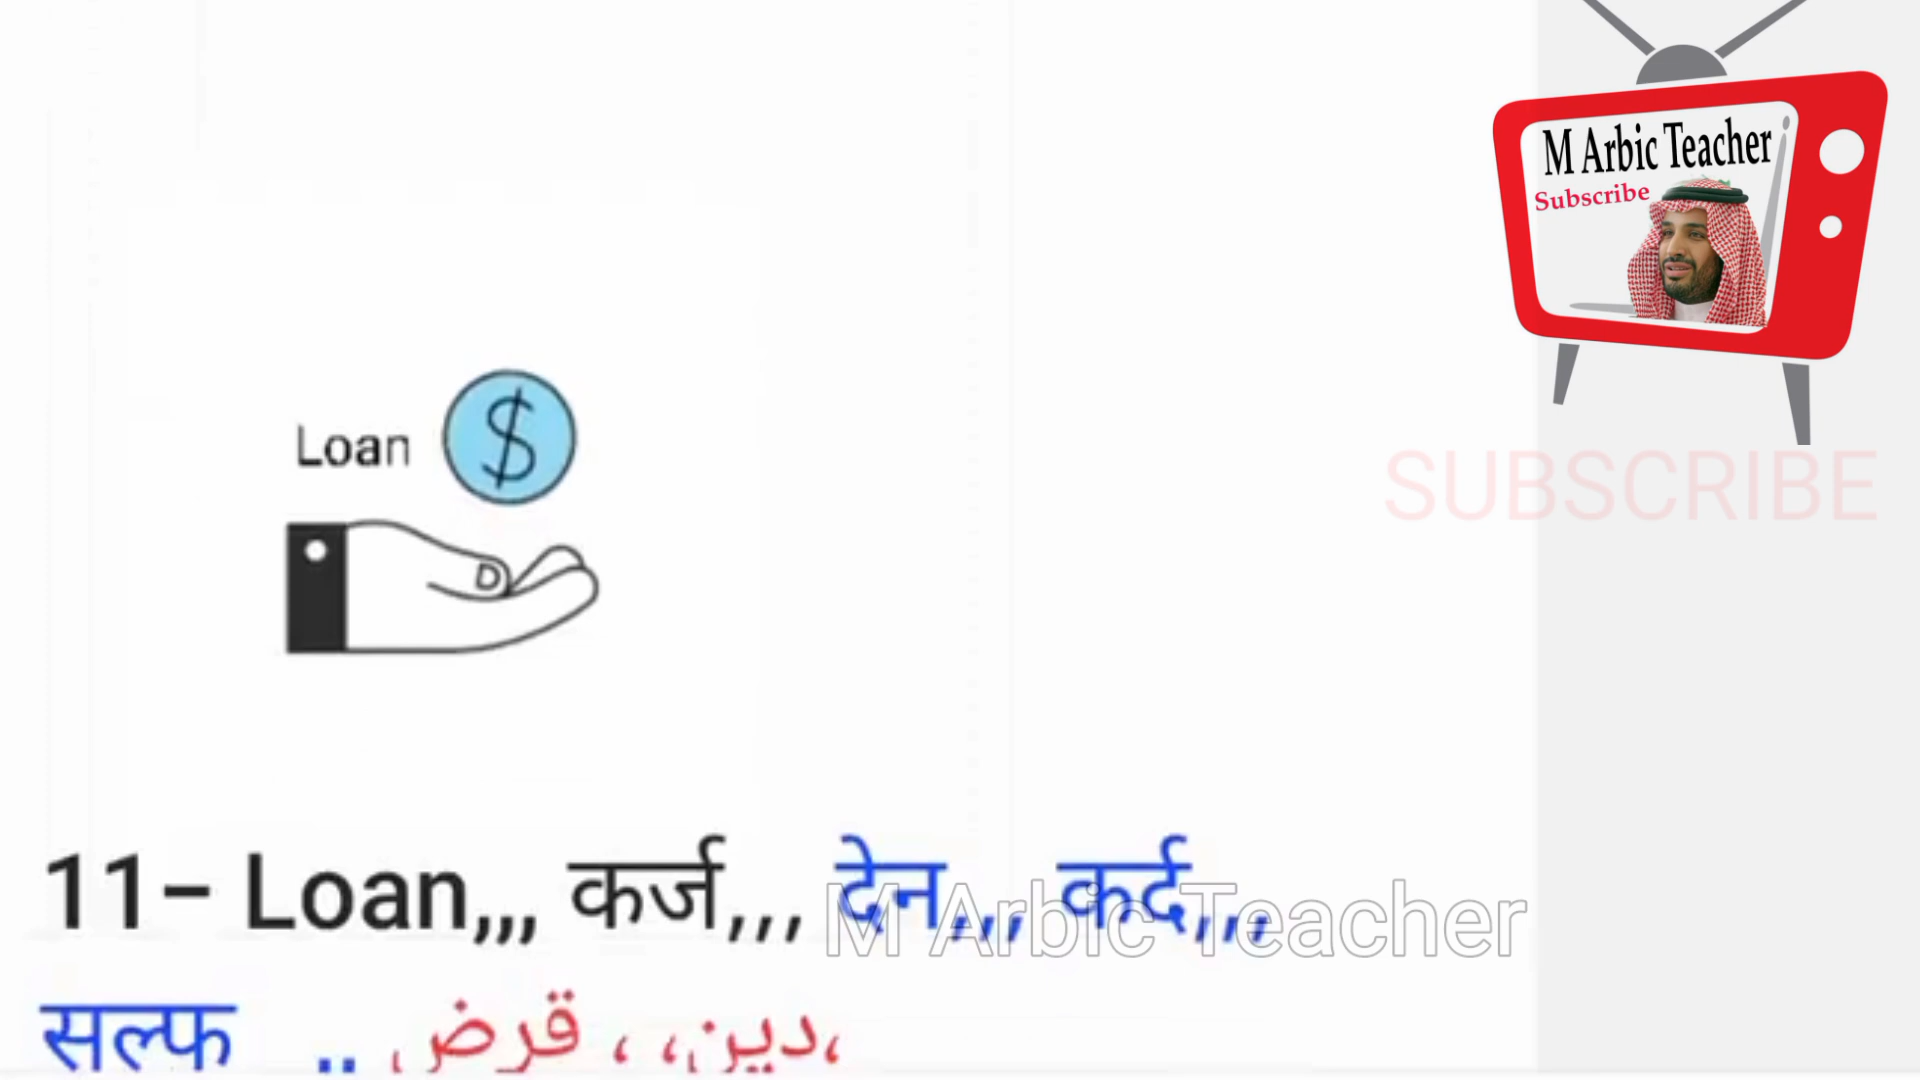 M Arbic Teacher
Subscribe
SUBSCRIBE
Loan $
11- Loan,,, कर्ज,,, देन,,, कर्द,,,
M Arbic Teacher
सल्फ .. ،دين، ، قرض ،